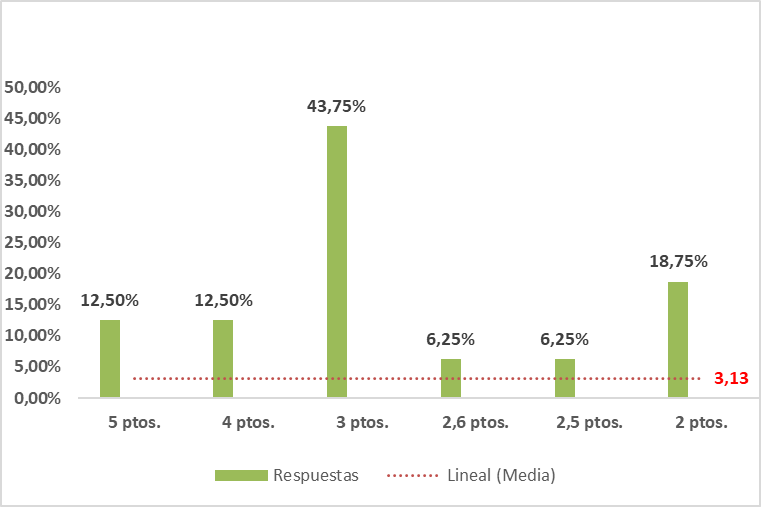 50,00%
45,00%
40,00%
35,00%
30,00%
25,00%
20,00%
15,00%
10,00%
5,00%
0,00%
12,50%
12,50%
43,75%
6,25%
6,25%
18,75%
3,13
5 ptos.
4 ptos.
3 ptos.
2,6 ptos.
2,5 ptos.
2 ptos.
Respuestas
Lineal (Media)